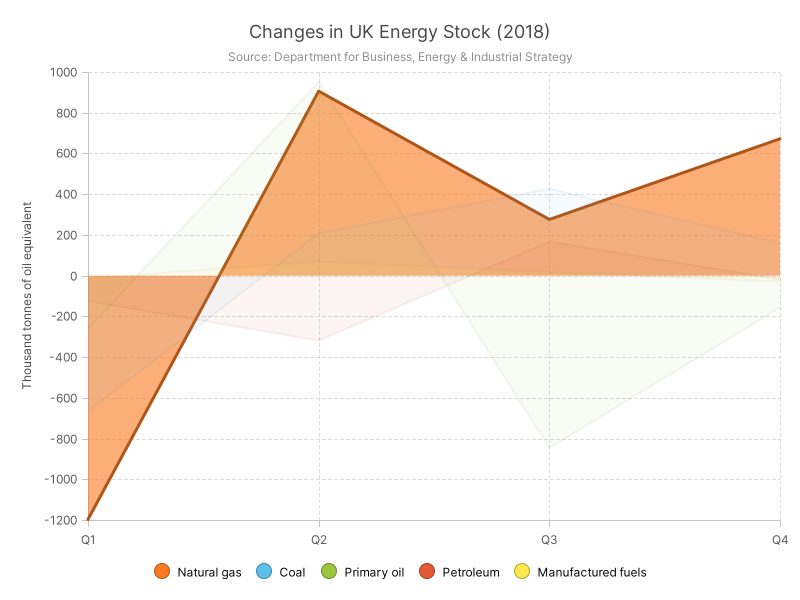 Changes in UK Energy Stock (2018)
Source: Department for Business, Energy & Industrial Strategy
Thousand tonnes of oil equivalent
1000
800
600
400
200
0
-200
-400
-600
-800
-1000
-1200
Q1 Q2 Q3 Q4
Natural gas Coal Primary oil Petroleum Manufactured fuels